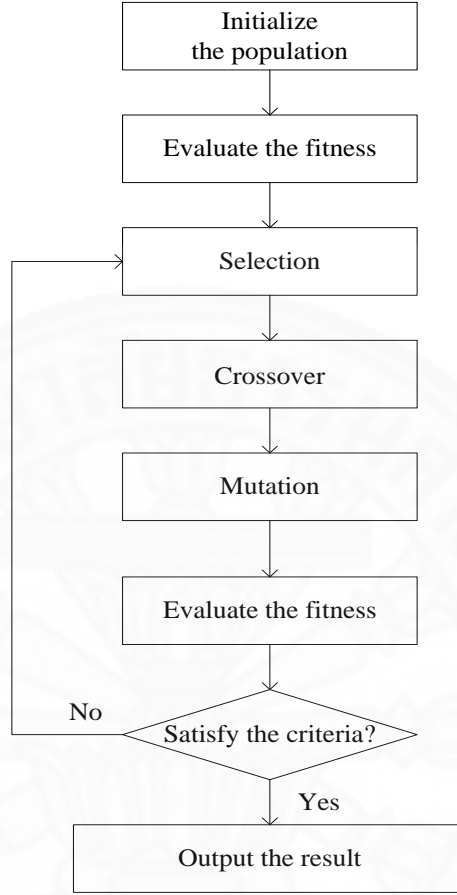 Initialize
the population
Evaluate the fitness
Selection
Crossover
Mutation
Evaluate the fitness
No
Satisfy the criteria?
Yes
Output the result